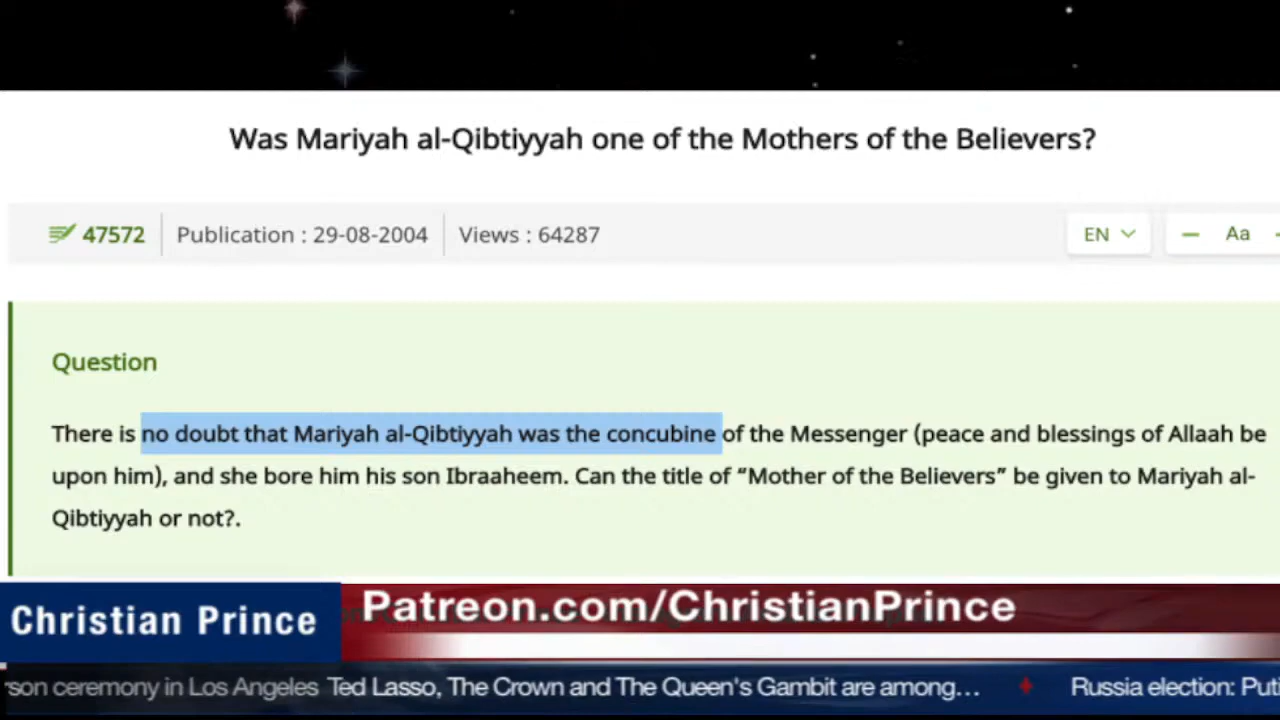 Was Mariyah al-Qibtiyyah one of the Mothers of the Believers?
47572 Publication : 29-08-2004 Views : 64287 EN Aa
Question
There is no doubt that Mariyah al-Qibtiyyah was the concubine of the Messenger (peace and blessings of Allaah be
upon him), and she bore him his son Ibraaheem. Can the title of “Mother of the Believers” be given to Mariyah al-
Qibtiyyah or not?.
Christian Prince Patreon.com/ChristianPrince
ceremony in Los Angeles Ted Lasso, The Crown and The Queen's Gambit are among... Russia election: